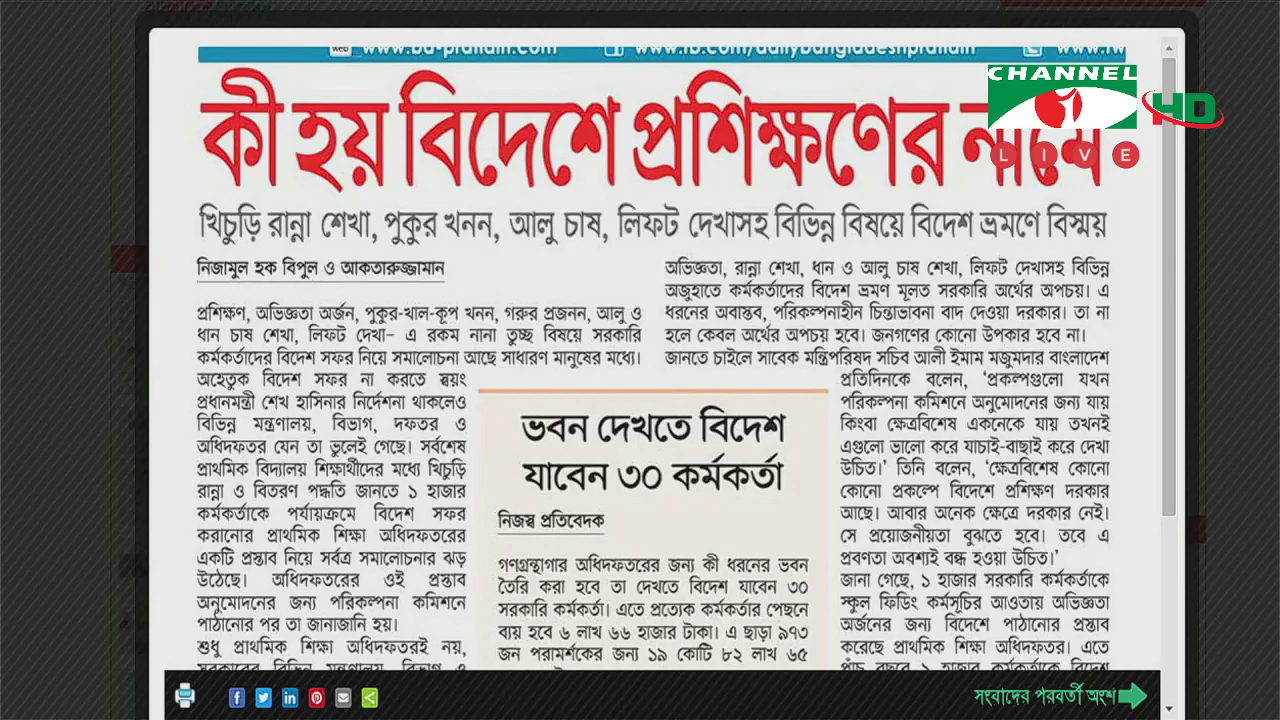 www.bd-pratidin.com
www.fb.com/dailybangladeshpratidin
CHANNEL i HD
LIVE
কী হয় বিদেশে প্রশিক্ষণের নামে
খিচুড়ি রান্না শেখা, পুকুর খনন, আলু চাষ, লিফট দেখাসহ বিভিন্ন বিষয়ে বিদেশ ভ্রমণে বিস্ময়
নিজামুল হক বিপুল ও আকতারুজ্জামান
প্রশিক্ষণ, অভিজ্ঞতা অর্জন, পুকুর-খাল-কূপ খনন, গরুর প্রজনন, আলু ও
ধান চাষ শেখা, লিফট দেখা- এ রকম নানা তুচ্ছ বিষয়ে সরকারি
কর্মকর্তাদের বিদেশ সফর নিয়ে সমালোচনা আছে সাধারণ মানুষের মধ্যে।
অহেতুক বিদেশ সফর না করতে স্বয়ং
প্রধানমন্ত্রী শেখ হাসিনার নির্দেশনা থাকলেও
বিভিন্ন মন্ত্রণালয়, বিভাগ, দফতর ও
অধিদফতর যেন তা ভুলেই গেছে। সর্বশেষ
প্রাথমিক বিদ্যালয় শিক্ষার্থীদের মধ্যে খিচুড়ি
রান্না ও বিতরণ পদ্ধতি জানতে ১ হাজার
কর্মকর্তাকে পর্যায়ক্রমে বিদেশ সফর
করানোর প্রাথমিক শিক্ষা অধিদফতরের
একটি প্রস্তাব নিয়ে সর্বত্র সমালোচনার ঝড়
উঠেছে। অধিদফতরের ওই প্রস্তাব
অনুমোদনের জন্য পরিকল্পনা কমিশনে
পাঠানোর পর তা জানাজানি হয়।
শুধু প্রাথমিক শিক্ষা অধিদফতরই নয়,
সরকারের বিভিন্ন মন্ত্রণালয়, বিভাগ ও
ভবন দেখতে বিদেশ
যাবেন ৩০ কর্মকর্তা
নিজস্ব প্রতিবেদক
গণগ্রন্থাগার অধিদফতরের জন্য কী ধরনের ভবন
তৈরি করা হবে তা দেখতে বিদেশ যাবেন ৩০
সরকারি কর্মকর্তা। এতে প্রত্যেক কর্মকর্তার পেছনে
ব্যয় হবে ৬ লাখ ৬৬ হাজার টাকা। এ ছাড়া ৯৭৩
জন পরামর্শকের জন্য ১৯ কোটি ৮২ লাখ ৬৫
অভিজ্ঞতা, রান্না শেখা, ধান ও আলু চাষ শেখা, লিফট দেখাসহ বিভিন্ন
অজুহাতে কর্মকর্তাদের বিদেশ ভ্রমণ মূলত সরকারি অর্থের অপচয়। এ
ধরনের অবাস্তব, পরিকল্পনাহীন চিন্তাভাবনা বাদ দেওয়া দরকার। তা না
হলে কেবল অর্থের অপচয় হবে। জনগণের কোনো উপকার হবে না।
জানতে চাইলে সাবেক মন্ত্রিপরিষদ সচিব আলী ইমাম মজুমদার বাংলাদেশ
প্রতিদিনকে বলেন, 'প্রকল্পগুলো যখন
পরিকল্পনা কমিশনে অনুমোদনের জন্য যায়
কিংবা ক্ষেত্রবিশেষ একনেকে যায় তখনই
এগুলো ভালো করে যাচাই-বাছাই করে দেখা
উচিত।' তিনি বলেন, 'ক্ষেত্রবিশেষ কোনো
কোনো প্রকল্পে বিদেশে প্রশিক্ষণ দরকার
আছে। আবার অনেক ক্ষেত্রে দরকার নেই।
সে প্রয়োজনীয়তা বুঝতে হবে। তবে এ
প্রবণতা অবশ্যই বন্ধ হওয়া উচিত।'
জানা গেছে, ১ হাজার সরকারি কর্মকর্তাকে
স্কুল ফিডিং কর্মসূচির আওতায় অভিজ্ঞতা
অর্জনের জন্য বিদেশে পাঠানোর প্রস্তাব
করেছে প্রাথমিক শিক্ষা অধিদফতর। এতে
পাঁচ বছরে ১ হাজার কর্মকর্তাকে বিদেশ
সংবাদের পরবর্তী অংশ